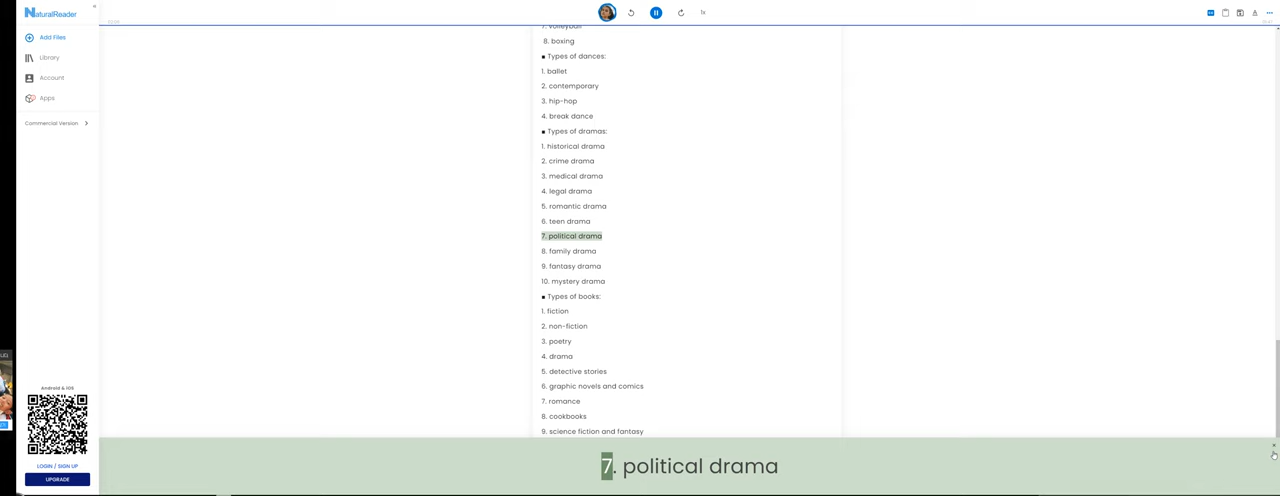 NaturalReader
«
1x
Add Files
Library
Account
Apps
Commercial Version
Android & iOS
LOGIN / SIGN UP
UPGRADE
7. volleyball
8. boxing
▪ Types of dances:
1. ballet
2. contemporary
3. hip-hop
4. break dance
▪ Types of dramas:
1. historical drama
2. crime drama
3. medical drama
4. legal drama
5. romantic drama
6. teen drama
7. political drama
8. family drama
9. fantasy drama
10. mystery drama
▪ Types of books:
1. fiction
2. non-fiction
3. poetry
4. drama
5. detective stories
6. graphic novels and comics
7. romance
8. cookbooks
9. science fiction and fantasy
7. political drama